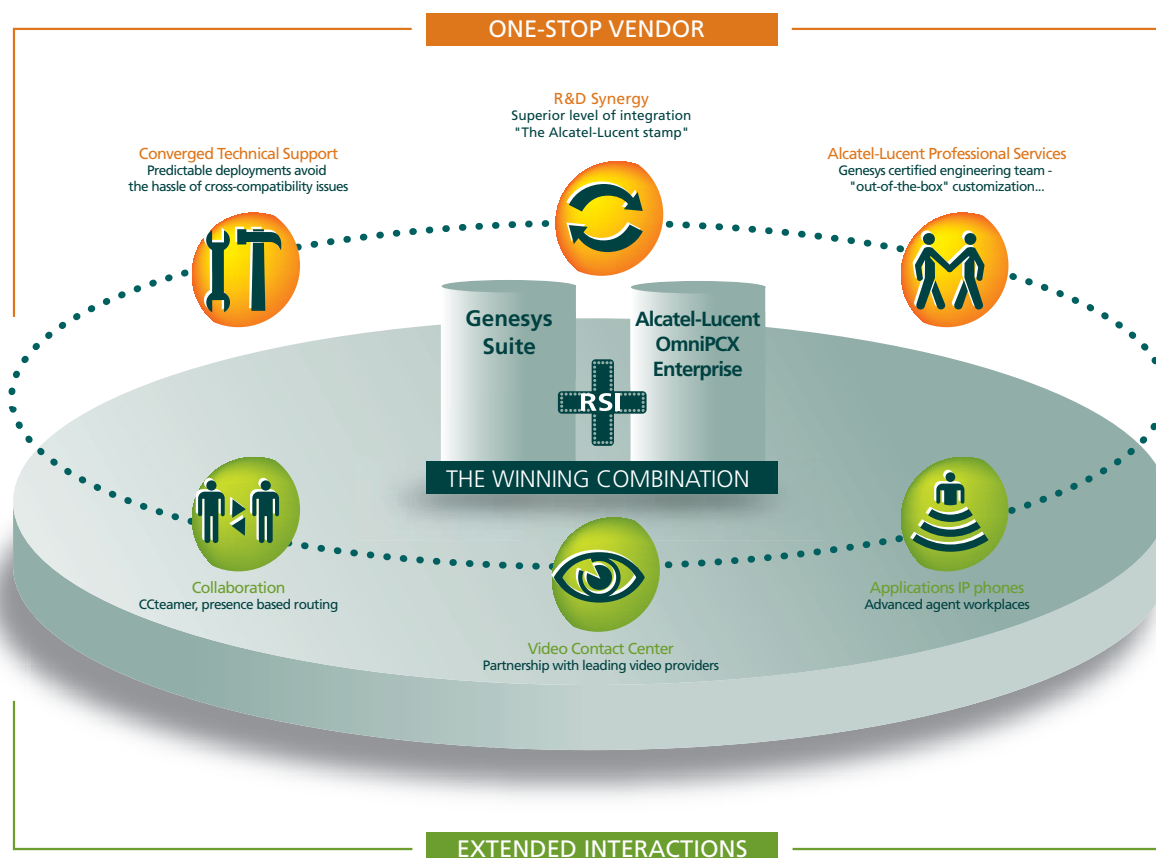 ONE-STOP VENDOR
R&D Synergy
Superior level of integration
"The Alcatel-Lucent stamp"
Converged Technical Support
Predictable deployments avoid
the hassle of cross-compatibility issues
Alcatel-Lucent Professional Services
Genesys certified engineering team -
"out-of-the-box" customization...
Genesys
Suite
Alcatel-Lucent
OmniPCX
Enterprise
RSI
THE WINNING COMBINATION
Collaboration
CCteamer, presence based routing
Video Contact Center
Partnership with leading video providers
Applications IP phones
Advanced agent workplaces
EXTENDED INTERACTIONS